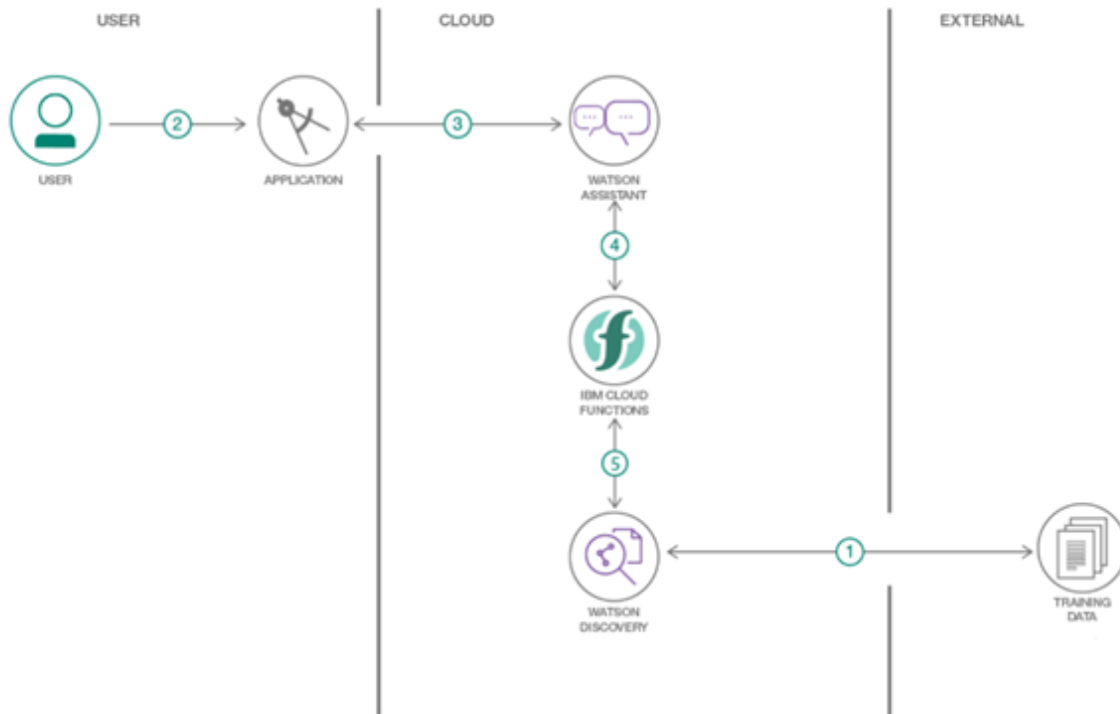 USER
CLOUD
EXTERNAL
2
3
USER
APPLICATION
WATSON
ASSISTANT
4
f
IBM CLOUD
FUNCTIONS
5
1
WATSON
DISCOVERY
TRAINING
DATA